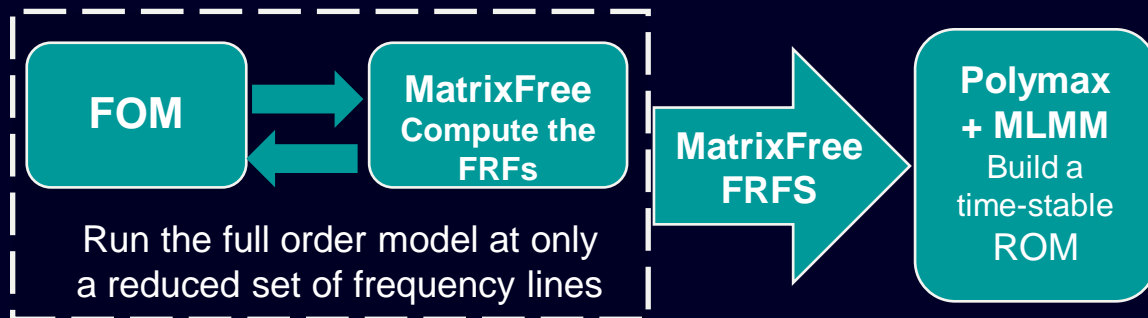 FOM
MatrixFree
Compute the
FRFs
Run the full order model at only
a reduced set of frequency lines
MatrixFree
FRFS
Polymax
+ MLMM
Build a
time-stable
ROM